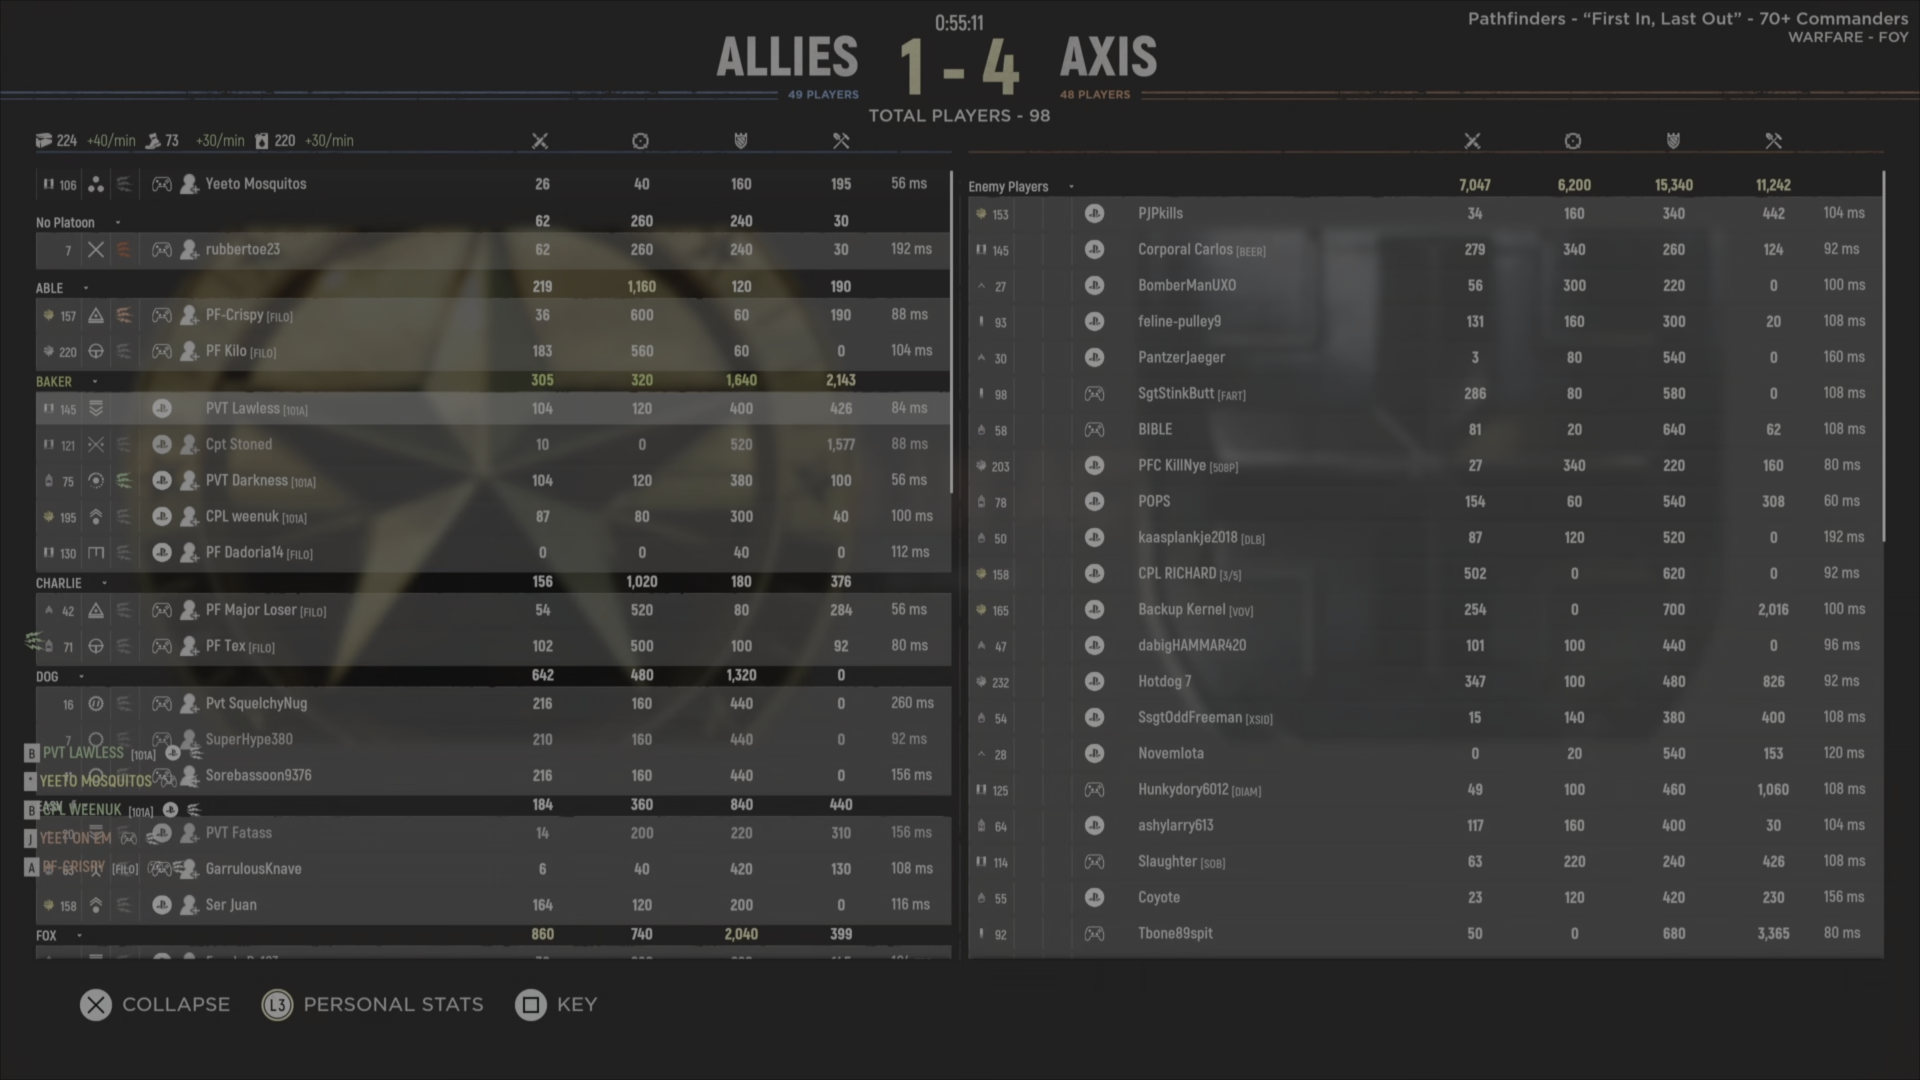 0:55:11
Pathfinders - “First In, Last Out” - 70+ Commanders
WARFARE - FOY
ALLIES 1 - 4 AXIS
49 PLAYERS 48 PLAYERS
TOTAL PLAYERS - 98
224 +40/min 73 +30/min 220 +30/min
106 Yeeto Mosquitos 26 40 160 195 56 ms
No Platoon 62 260 240 30
7 rubbertoe23 62 260 240 30 192 ms
ABLE 219 1,160 120 190
157 PF-Crispy [FILO] 36 600 60 190 88 ms
220 PF Kilo [FILO] 183 560 60 0 104 ms
BAKER 305 320 1,640 2,143
145 PVT Lawless [101A] 104 120 400 426 84 ms
121 Cpt Stoned 10 0 520 1,577 88 ms
75 PVT Darkness [101A] 104 120 380 100 56 ms
195 CPL weenuk [101A] 87 80 300 40 100 ms
130 PF Dadoria14 [FILO] 0 0 40 0 112 ms
CHARLIE 156 1,020 180 376
42 PF Major Loser [FILO] 54 520 80 284 56 ms
71 PF Tex [FILO] 102 500 100 92 80 ms
DOG 642 480 1,320 0
16 Pvt SquelchyNug 216 160 440 0 260 ms
7 SuperHype380 210 160 440 0 92 ms
B PVT LAWLESS [101A]
Sorebassoon9376 216 160 440 0 156 ms
YEETO MOSQUITOS
EASY 184 360 840 440
B CPL WEENUK [101A]
PVT Fatass 14 200 220 310 156 ms
J YEET ON EM
63 GarrulousKnave 6 40 420 130 108 ms
A PF-CRISPY [FILO]
158 Ser Juan 164 120 200 0 116 ms
FOX 860 740 2,040 399
Enemy Players 7,047 6,200 15,340 11,242
153 PJPkills 34 160 340 442 104 ms
145 Corporal Carlos [BEER] 279 340 260 124 92 ms
27 BomberManUXO 56 300 220 0 100 ms
93 feline-pulley9 131 160 300 20 108 ms
30 PantzerJaeger 3 80 540 0 160 ms
98 SgtStinkButt [FART] 286 80 580 0 108 ms
58 BIBLE 81 20 640 62 108 ms
203 PFC KillNye [508P] 27 340 220 160 80 ms
78 POPS 154 60 540 308 60 ms
50 kaasplankje2018 [DLB] 87 120 520 0 192 ms
158 CPL RICHARD [3/5] 502 0 620 0 92 ms
165 Backup Kernel [VOV] 254 0 700 2,016 100 ms
47 dabigHAMMAR420 101 100 440 0 96 ms
232 Hotdog 7 347 100 480 826 92 ms
54 SsgtOddFreeman [XSID] 15 140 380 400 108 ms
28 Novemlota 0 20 540 153 120 ms
125 Hunkydory6012 [DIAM] 49 100 460 1,060 108 ms
64 ashylarry613 117 160 400 30 104 ms
114 Slaughter [SOB] 63 220 240 426 108 ms
55 Coyote 23 120 420 230 156 ms
92 Tbone89spit 50 0 680 3,365 80 ms
COLLAPSE L3 PERSONAL STATS KEY